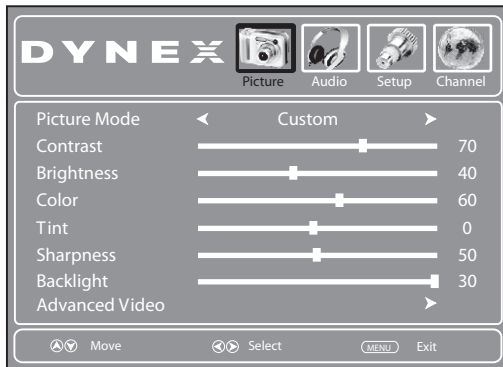 DYNEX
Picture Audio Setup Channel
Picture Mode Custom
Contrast 70
Brightness 40
Color 60
Tint 0
Sharpness 50
Backlight 30
Advanced Video
Move Select MENU Exit